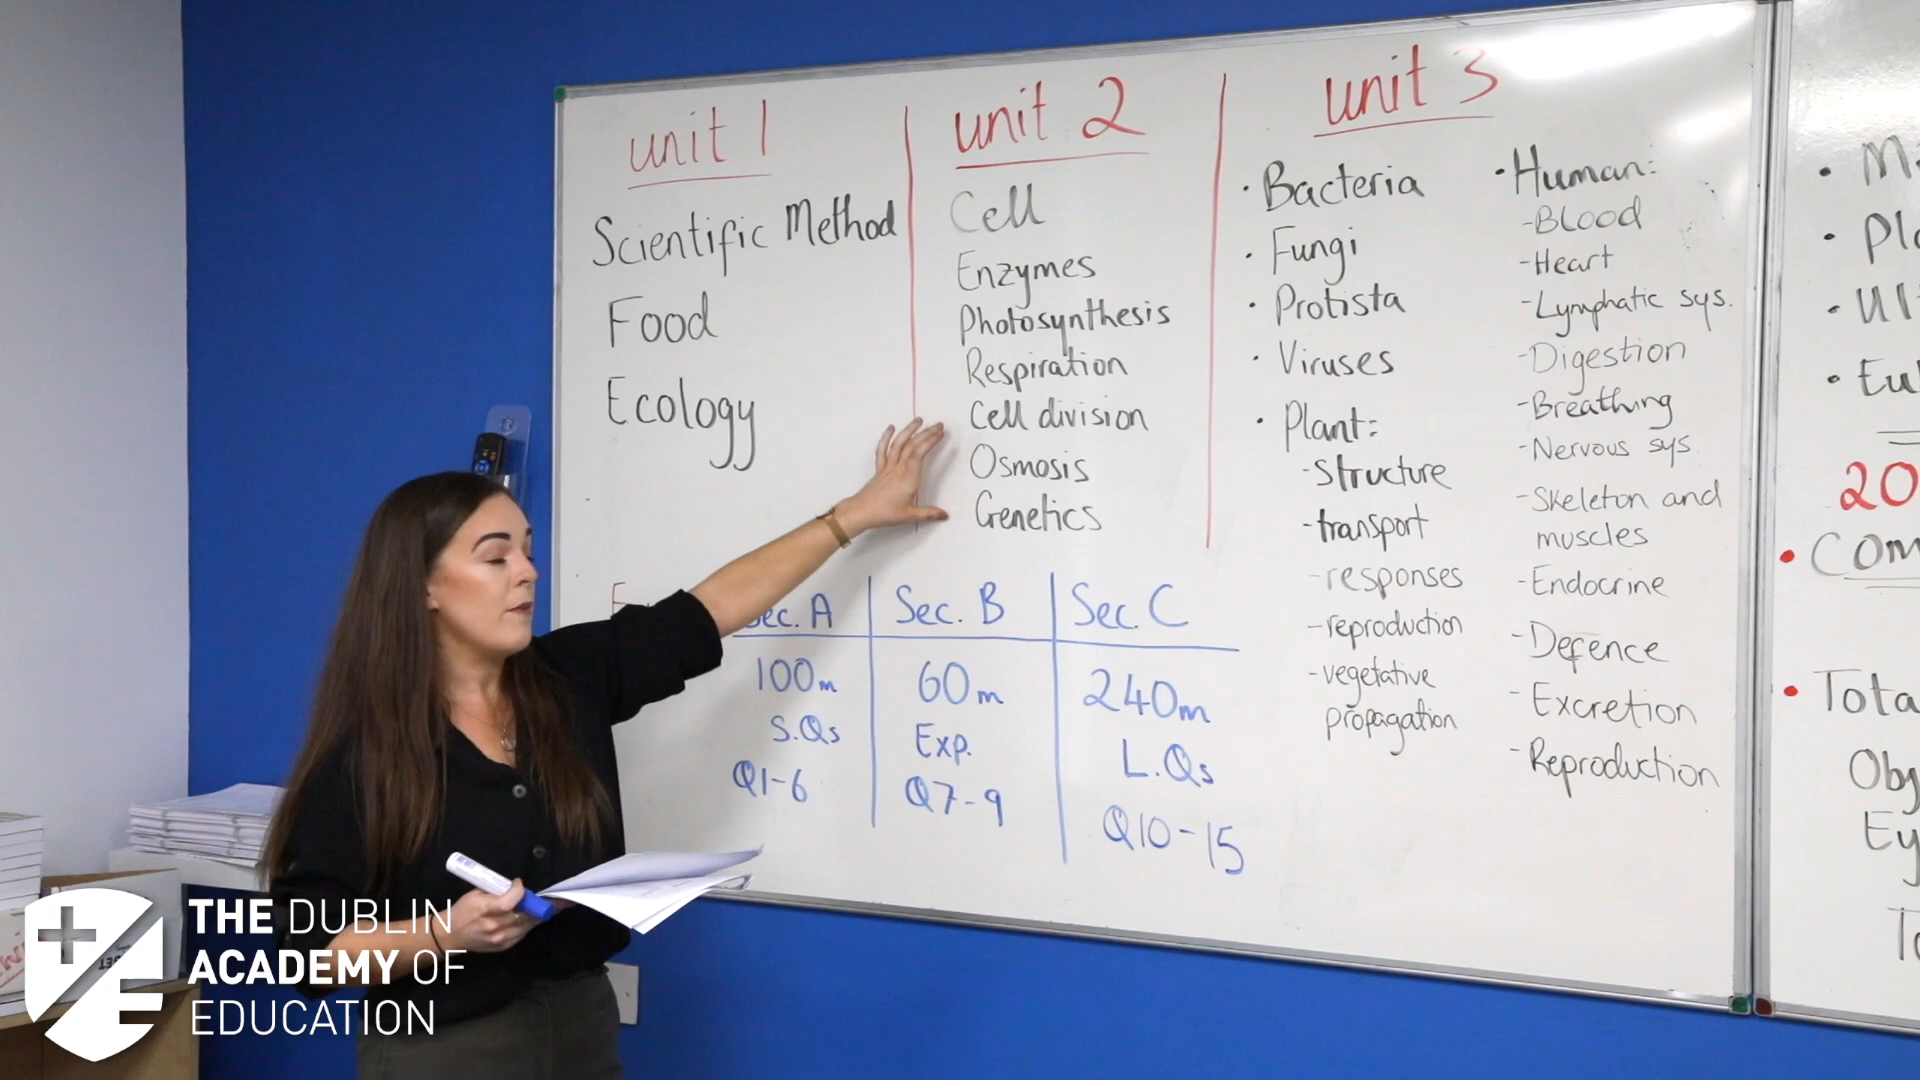 unit 1
Scientific Method
Food
Ecology
unit 2
Cell
Enzymes
Photosynthesis
Respiration
Cell division
Osmosis
Genetics
unit 3
• Bacteria
• Fungi
• Protista
• Viruses
• Plant:
- structure
- transport
- responses
- reproduction
- vegetative
propagation
• Human:
- Blood
- Heart
- Lymphatic sys.
- Digestion
- Breathing
- Nervous sys
- Skeleton and
muscles
- Endocrine
- Defence
- Excretion
- Reproduction
Sec. A
100m
S.Qs
Q1-6
Sec. B
60m
Exp.
Q7-9
Sec. C
240m
L.Qs
Q10-15
THE DUBLIN
ACADEMY OF
EDUCATION